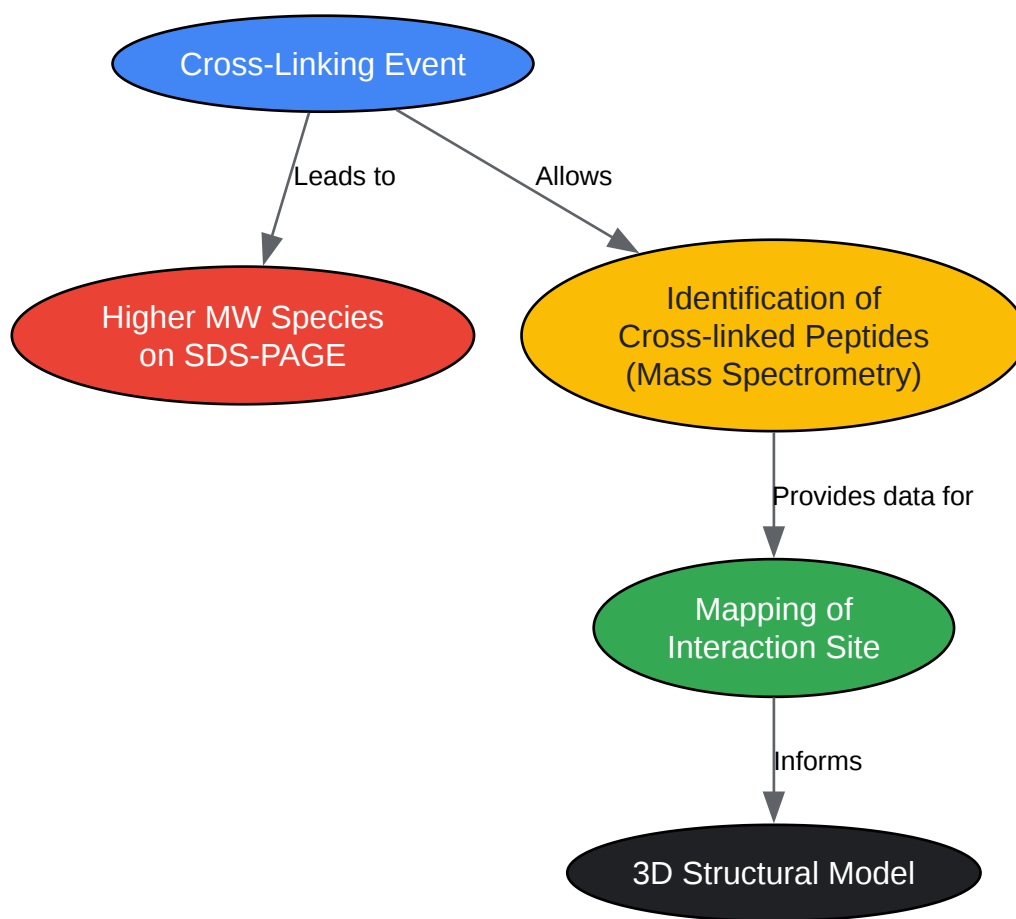 Cross-Linking Event
Leads to
Allows
Higher MW Species
on SDS-PAGE
Identification of
Cross-linked Peptides
(Mass Spectrometry)
Provides data for
Mapping of
Interaction Site
Informs
3D Structural Model